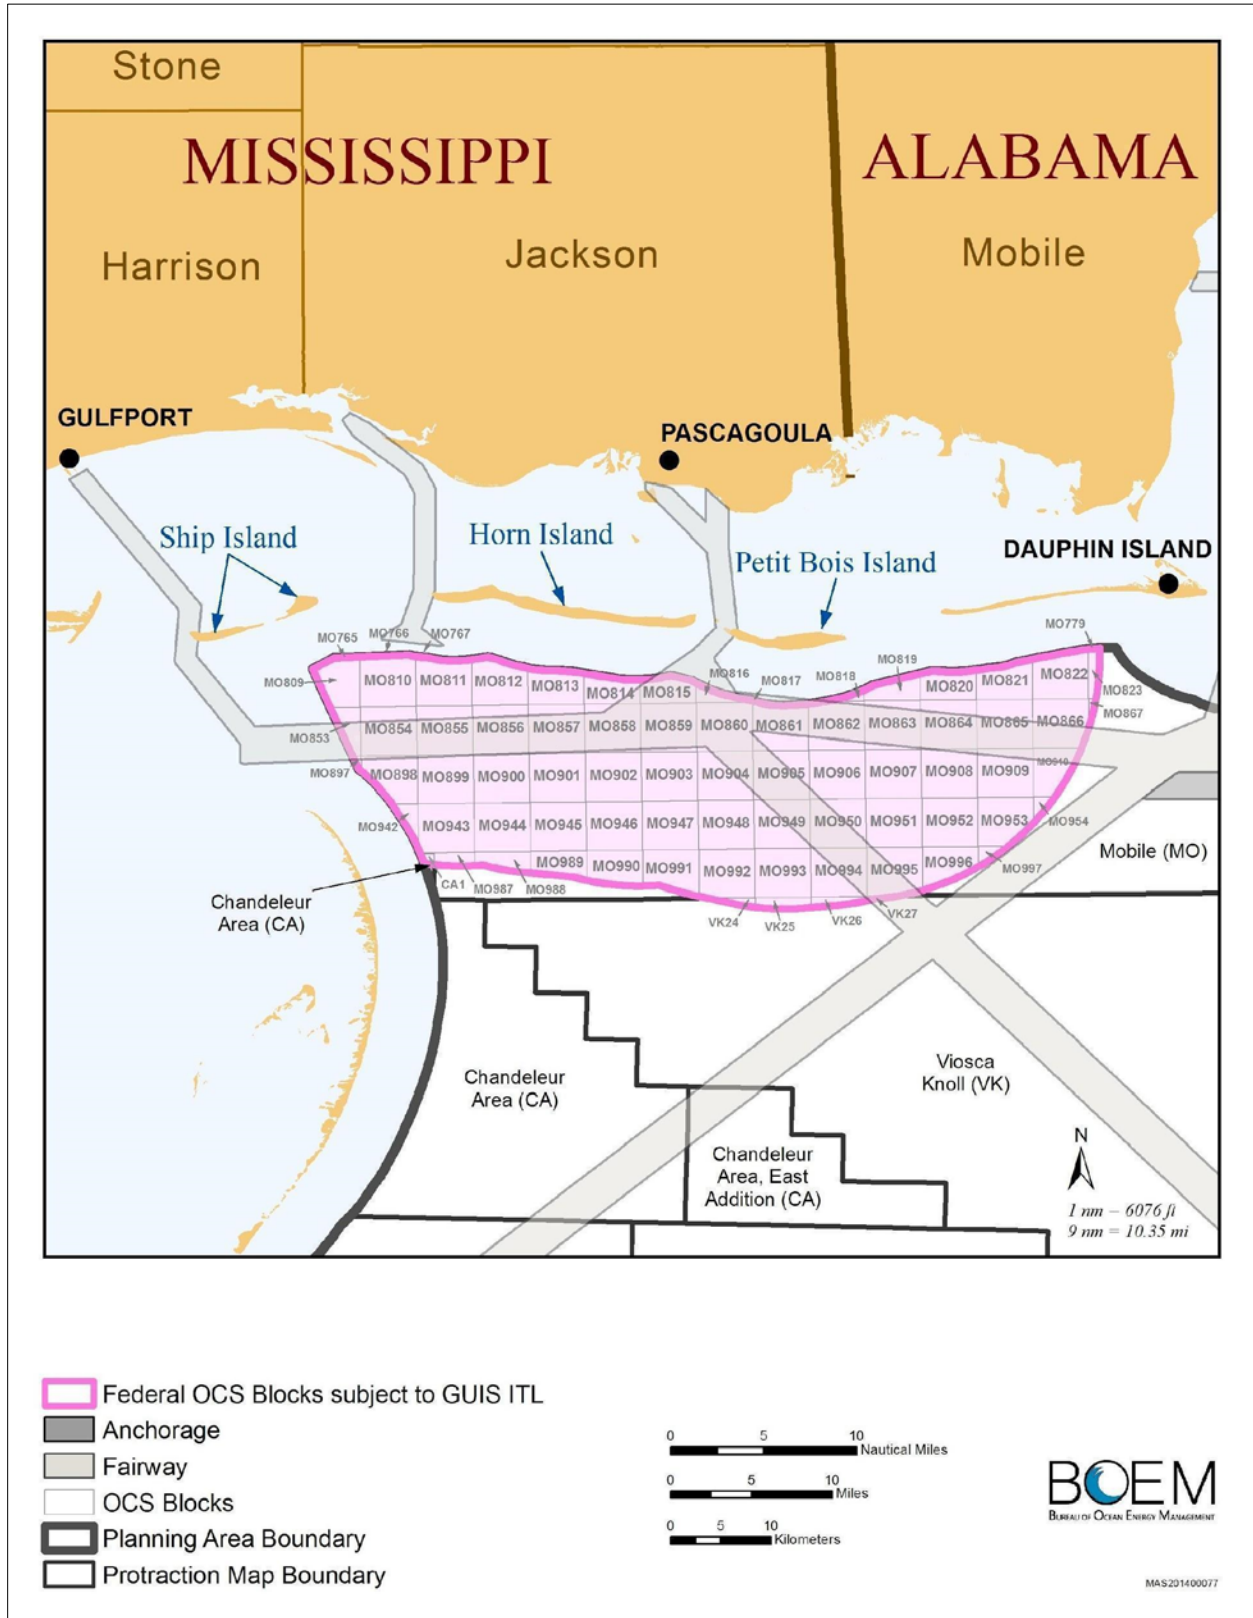 Stone
MISSISSIPPI
ALABAMA
Harrison
Jackson
Mobile
GULFPORT
PASCAGOULA
Ship Island
Horn Island
Petit Bois Island
DAUPHIN ISLAND
MO765
MO766
MO767
MO779
MO809
MO810
MO811
MO812
MO813
MO814
MO815
MO816
MO817
MO818
MO819
MO820
MO821
MO822
MO823
MO867
MO853
MO854
MO855
MO856
MO857
MO858
MO859
MO860
MO861
MO862
MO863
MO864
MO865
MO866
MO897
MO898
MO899
MO900
MO901
MO902
MO903
MO904
MO905
MO906
MO907
MO908
MO909
MO910
MO942
MO943
MO944
MO945
MO946
MO947
MO948
MO949
MO950
MO951
MO952
MO953
MO954
CA1
MO987
MO988
MO989
MO990
MO991
MO992
MO993
MO994
MO995
MO996
MO997
Mobile (MO)
VK24
VK25
VK26
VK27
Chandeleur
Area (CA)
Chandeleur
Area (CA)
Viosca
Knoll (VK)
Chandeleur
Area, East
Addition (CA)
N
1 nm = 6076 ft
9 nm = 10.35 mi
Federal OCS Blocks subject to GUIS ITL
Anchorage
Fairway
OCS Blocks
Planning Area Boundary
Protraction Map Boundary
0 5 10
Nautical Miles
0 5 10
Miles
0 5 10
Kilometers
BOEM
BUREAU OF OCEAN ENERGY MANAGEMENT
MAS201400077